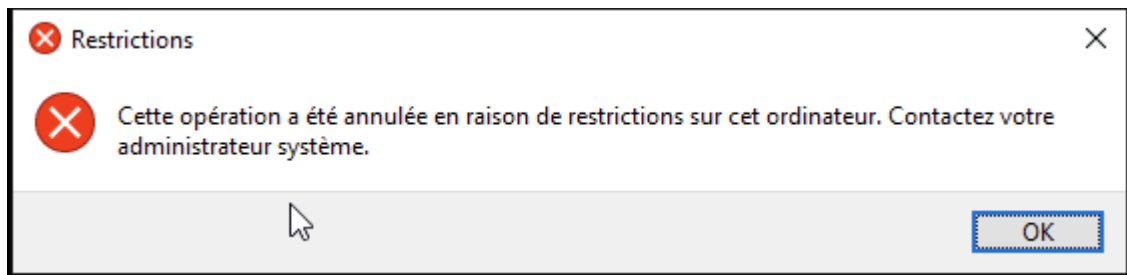 Restrictions
Cette opération a été annulée en raison de restrictions sur cet ordinateur. Contactez votre
administrateur système.
OK